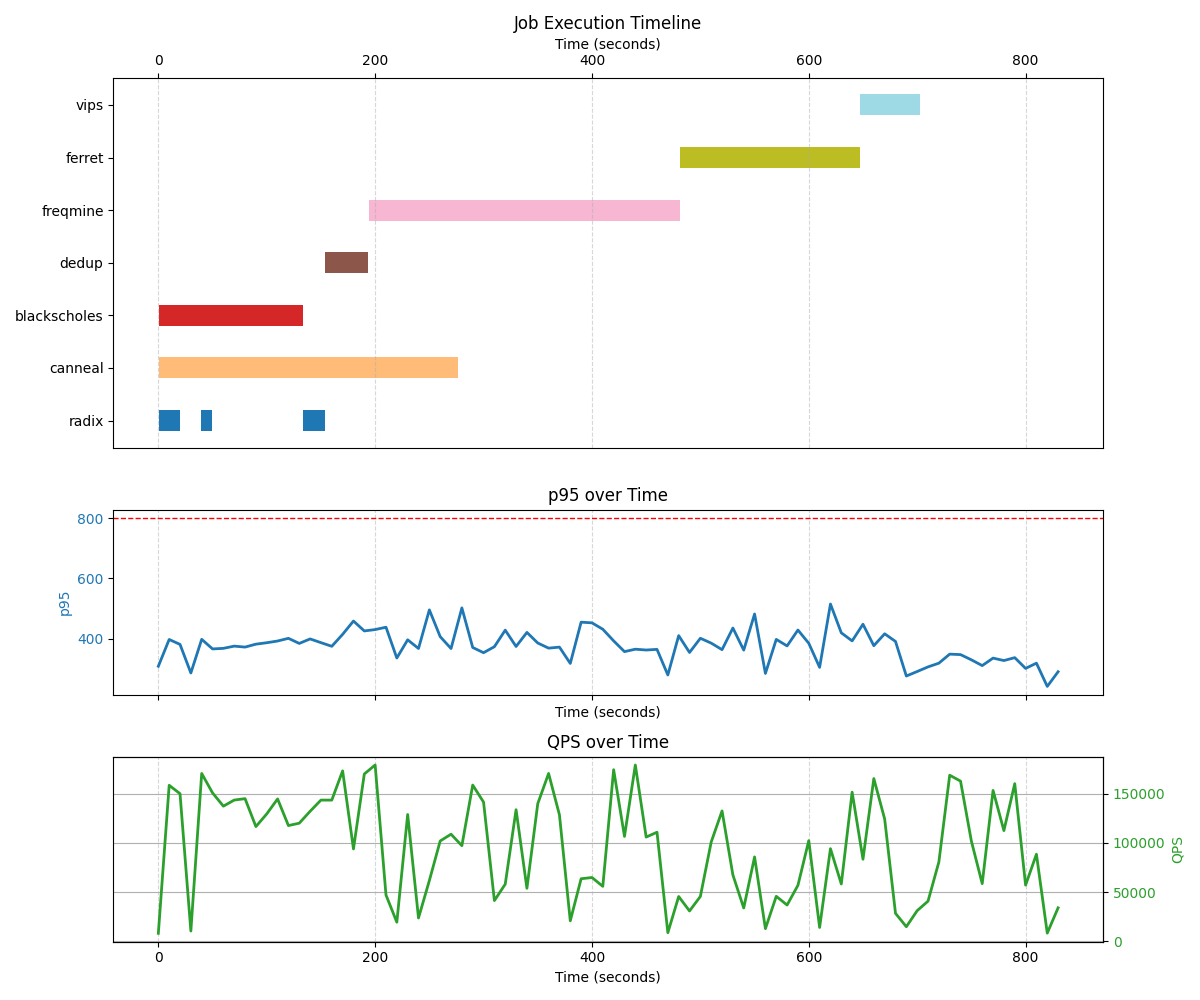 Job Execution Timeline
Time (seconds)
0 200 400 600 800
vips
ferret
freqmine
dedup
blackscholes
canneal
radix
p95 over Time
800
600
400
p95
Time (seconds)
QPS over Time
150000
100000
50000
0
QPS
0 200 400 600 800
Time (seconds)